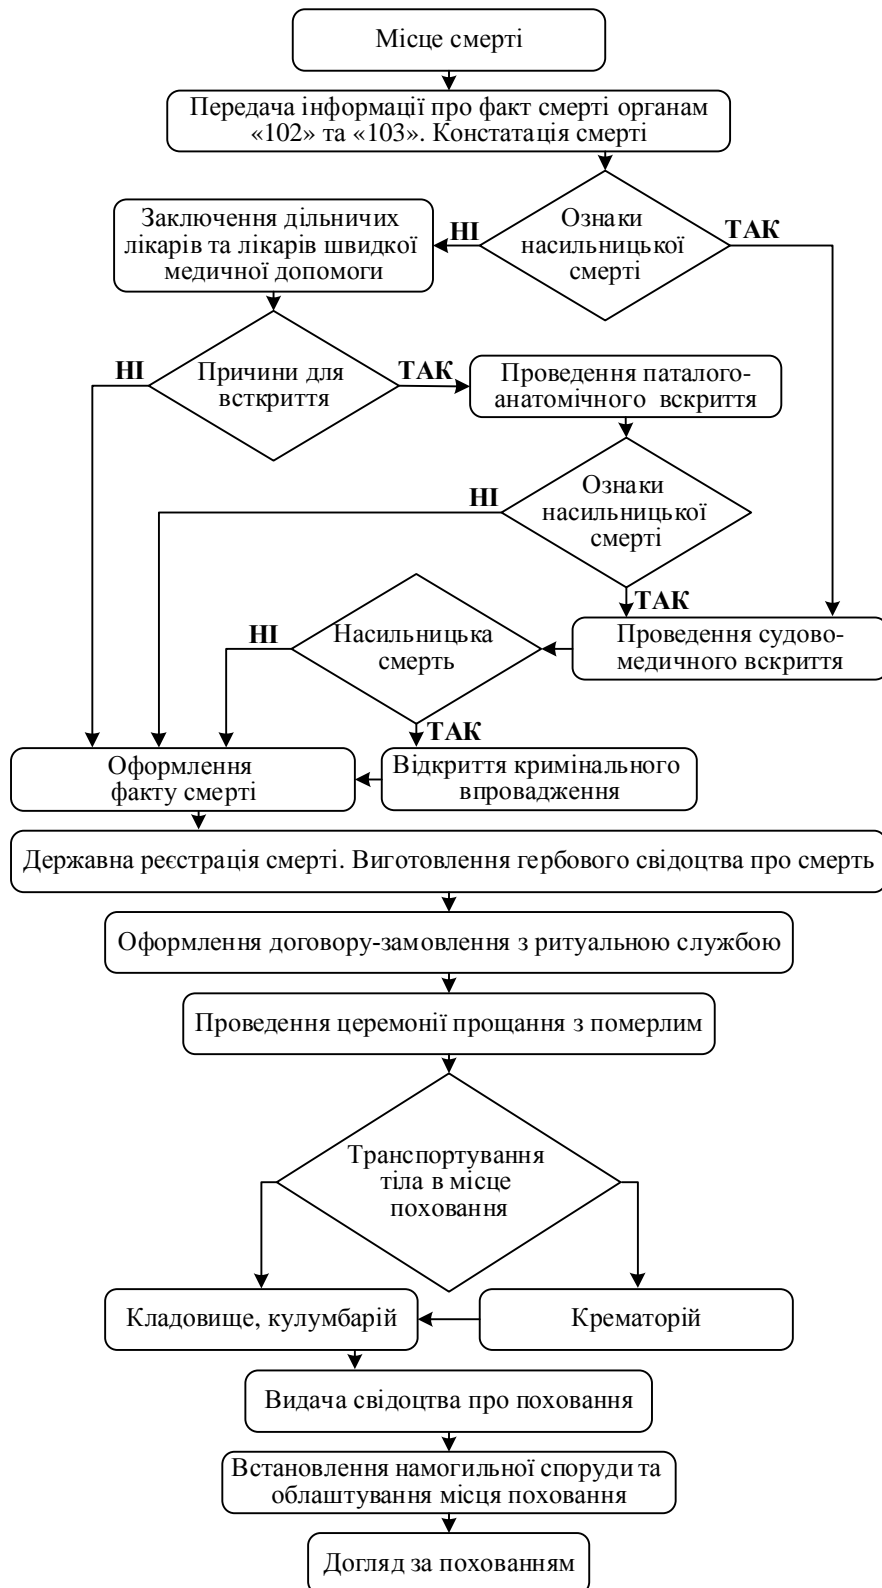 Місце смерті
Передача інформації про факт смерті органам
«102» та «103». Констатація смерті
Заключення дільничих
лікарів та лікарів швидкої
медичної допомоги
НІ
Ознаки
насильницької
смерті
ТАК
НІ
Причини для
всткриття
ТАК
Проведення паталого-
анатомічного вскриття
НІ
Ознаки
насильницької
смерті
ТАК
НІ
Насильницька
смерть
Проведення судово-
медичного вскриття
ТАК
Оформлення
факту смерті
Відкриття кримінального
впровадження
Державна реєстрація смерті. Виготовлення гербового свідоцтва про смерть
Оформлення договору-замовлення з ритуальною службою
Проведення церемонії прощання з померлим
Транспортування
тіла в місце
поховання
Кладовище, кулумбарій
Крематорій
Видача свідоцтва про поховання
Встановлення намогильної споруди та
облаштування місця поховання
Догляд за похованням